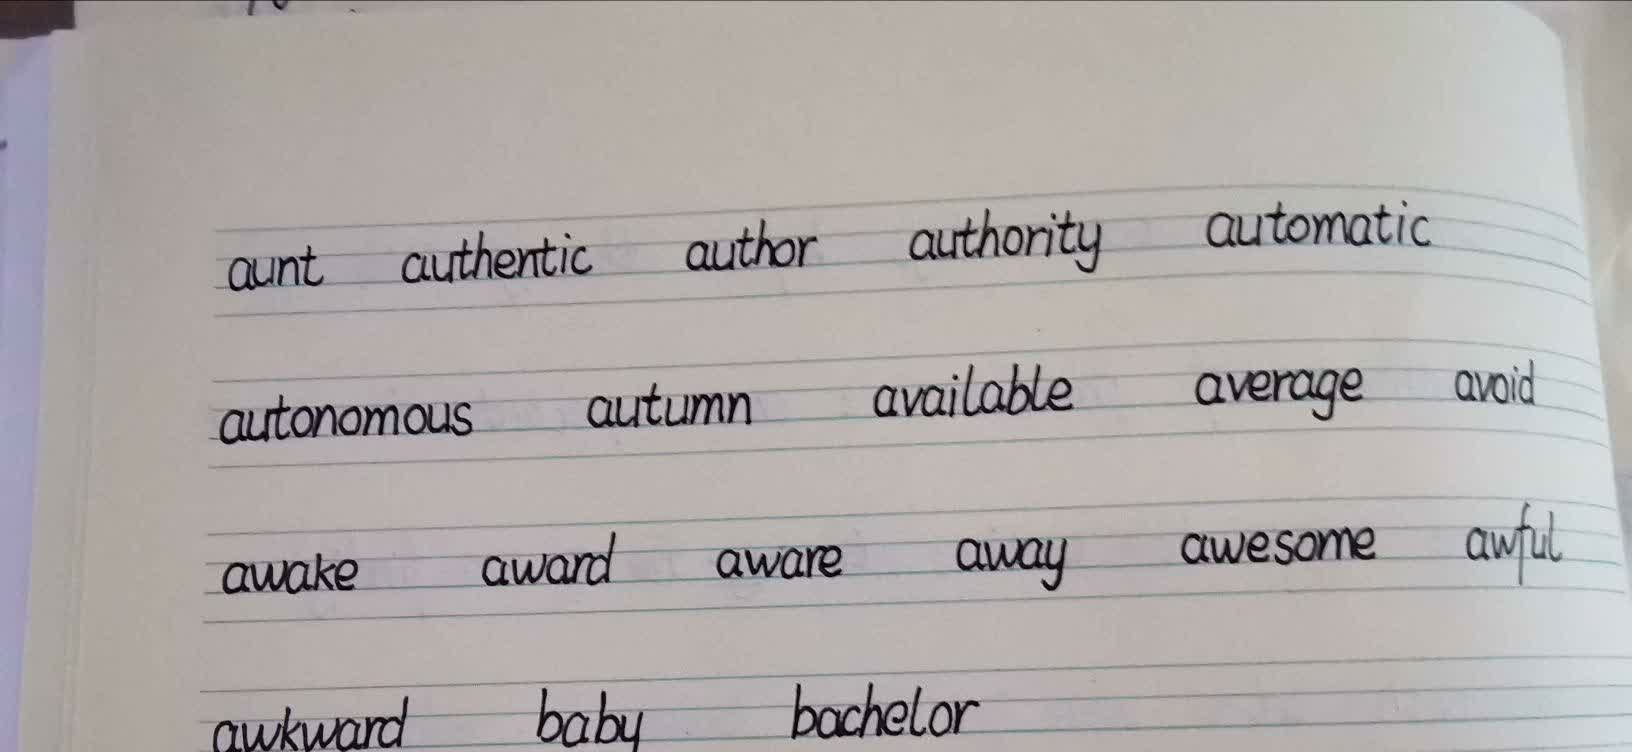 aunt authentic author authority automatic
autonomous autumn available average avoid
awake award aware away awesome awful
awkward baby bachelor